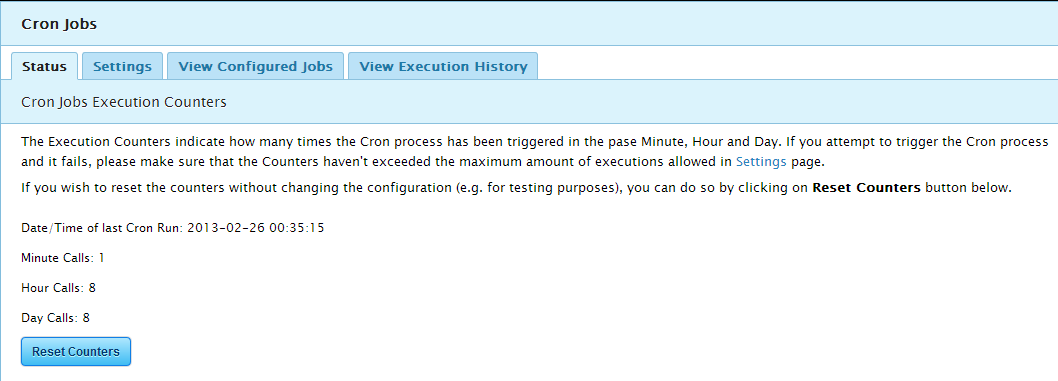 Cron Jobs
Status Settings View Configured Jobs View Execution History
Cron Jobs Execution Counters
The Execution Counters indicate how many times the Cron process has been triggered in the pase Minute, Hour and Day. If you attempt to trigger the Cron process
and it fails, please make sure that the Counters haven't exceeded the maximum amount of executions allowed in Settings page.
If you wish to reset the counters without changing the configuration (e.g. for testing purposes), you can do so by clicking on Reset Counters button below.
Date/Time of last Cron Run: 2013-02-26 00:35:15
Minute Calls: 1
Hour Calls: 8
Day Calls: 8
Reset Counters